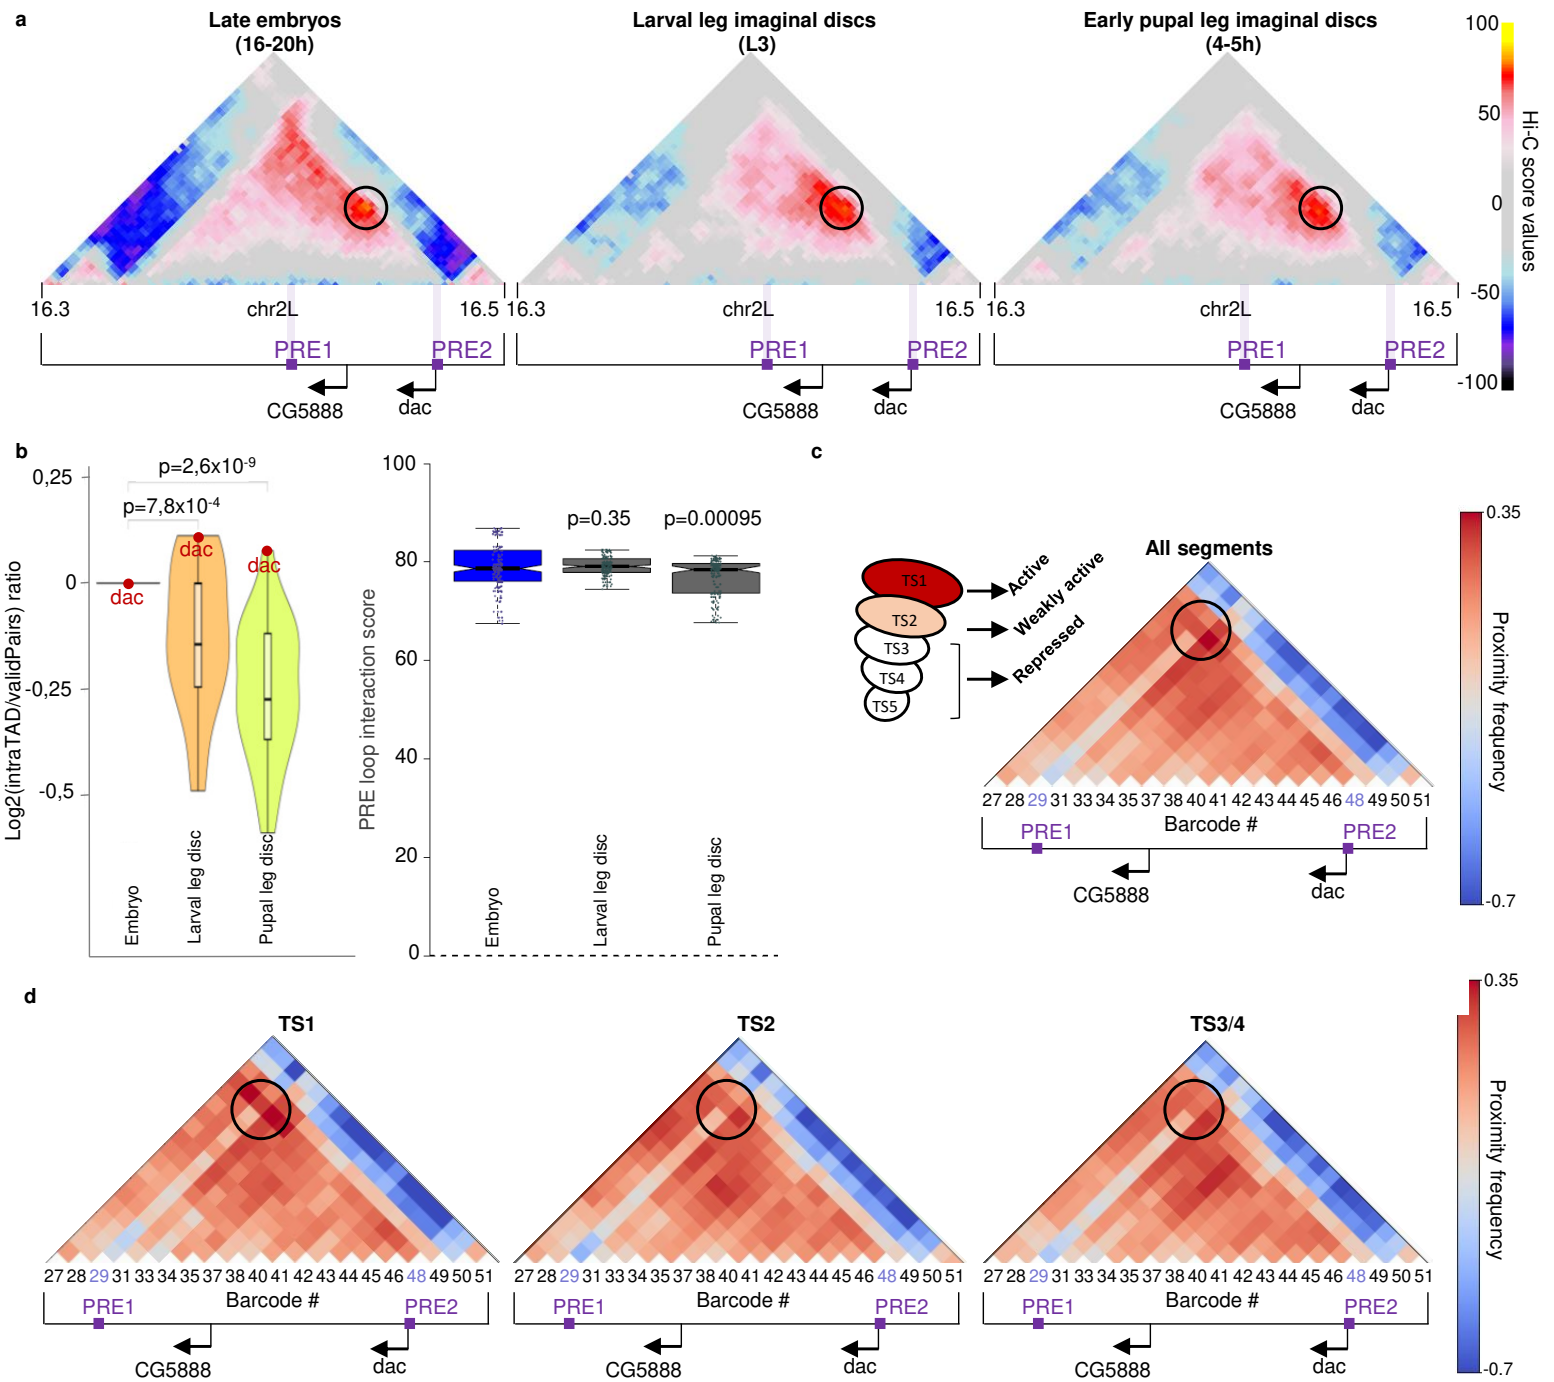 a
Late embryos
(16-20h)
Larval leg imaginal discs
(L3)
Early pupal leg imaginal discs
(4-5h)
100
50
0
-50
-100
Hi-C score values
16.3 chr2L 16.5
16.3 chr2L 16.5
16.3 chr2L 16.5
PRE1 PRE2
PRE1 PRE2
PRE1 PRE2
CG5888 dac
CG5888 dac
CG5888 dac
b
Log2(intraTAD/validPairs) ratio
0,25
0
-0,25
-0,5
p=2,6x10-9
p=7,8x10-4
dac
dac
dac
Embryo
Larval leg disc
Pupal leg disc
PRE loop interaction score
100
80
60
40
20
0
p=0.35
p=0.00095
Embryo
Larval leg disc
Pupal leg disc
c
TS1
TS2
TS3
TS4
TS5
Active
Weakly active
Repressed
All segments
0.35
-0.7
Proximity frequency
27 28 29 31 33 34 35 37 38 40 41 42 43 44 45 46 48 49 50 51
Barcode #
PRE1 PRE2
CG5888 dac
d
TS1
27 28 29 31 33 34 35 37 38 40 41 42 43 44 45 46 48 49 50 51
Barcode #
PRE1 PRE2
CG5888 dac
TS2
27 28 29 31 33 34 35 37 38 40 41 42 43 44 45 46 48 49 50 51
Barcode #
PRE1 PRE2
CG5888 dac
TS3/4
27 28 29 31 33 34 35 37 38 40 41 42 43 44 45 46 48 49 50 51
Barcode #
PRE1 PRE2
CG5888 dac
0.35
-0.7
Proximity frequency